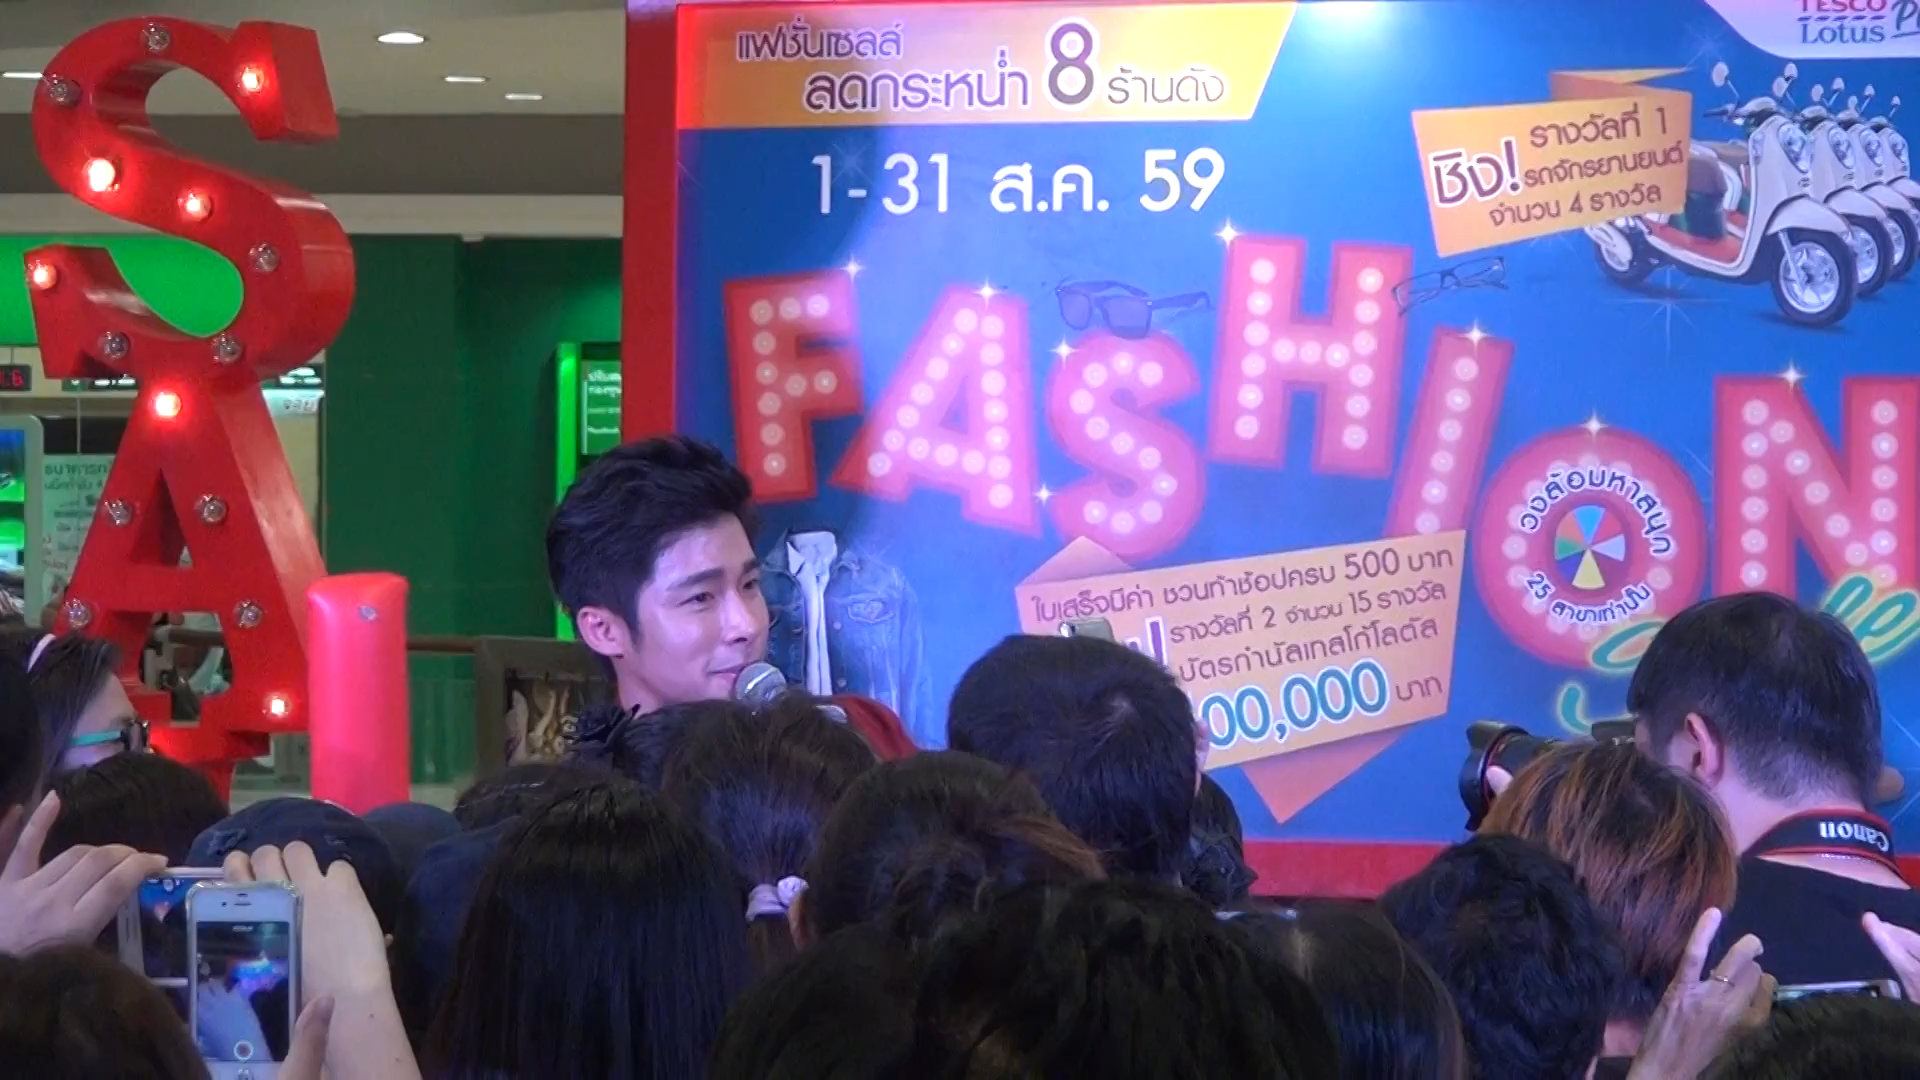 แฟชั่นเซลล์
ลดกระหน่ำ 8 ร้านดัง
1-31 ส.ค. 59
TESCO
Lotus
ชิง! รางวัลที่ 1
รถจักรยานยนต์
จำนวน 4 รางวัล
FASHION
วงล้อมหาสนุก
25 สาขาเท่านั้น
ใบเสร็จมีค่า ชวนท้าช้อปครบ 500 บาท
รางวัลที่ 2 จำนวน 15 รางวัล
บัตรกำนัลเทสโก้โลตัส
00,000 บาท
SA
Canon